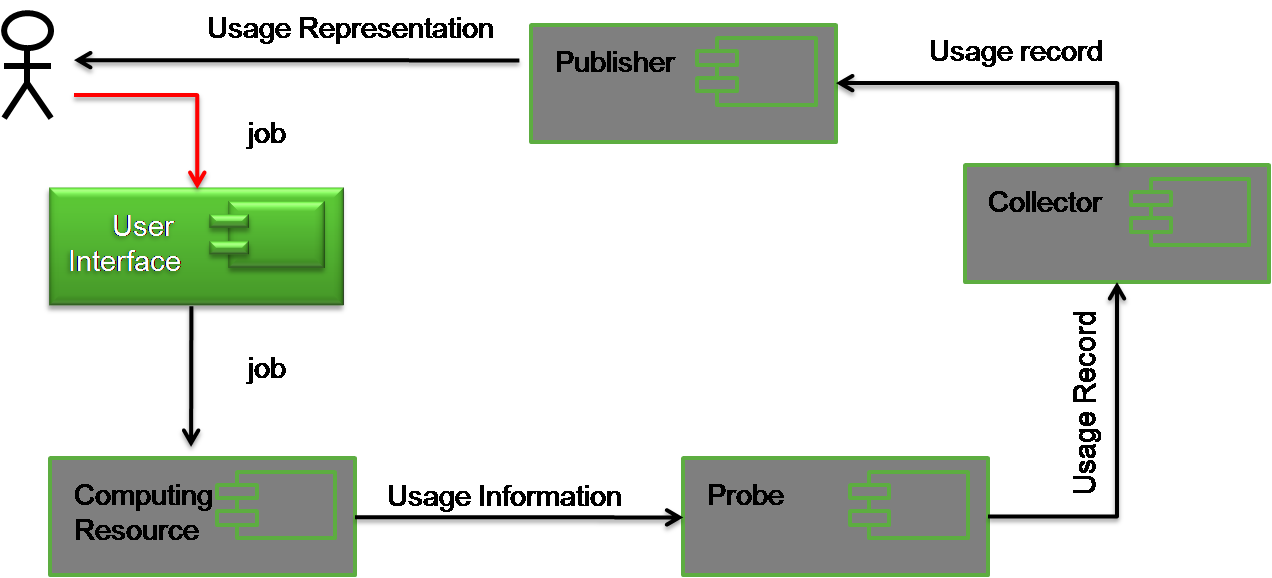 Usage Representation
Publisher
Usage record
job
Collector
User
Interface
job
Usage Record
Computing
Resource
Usage Information
Probe